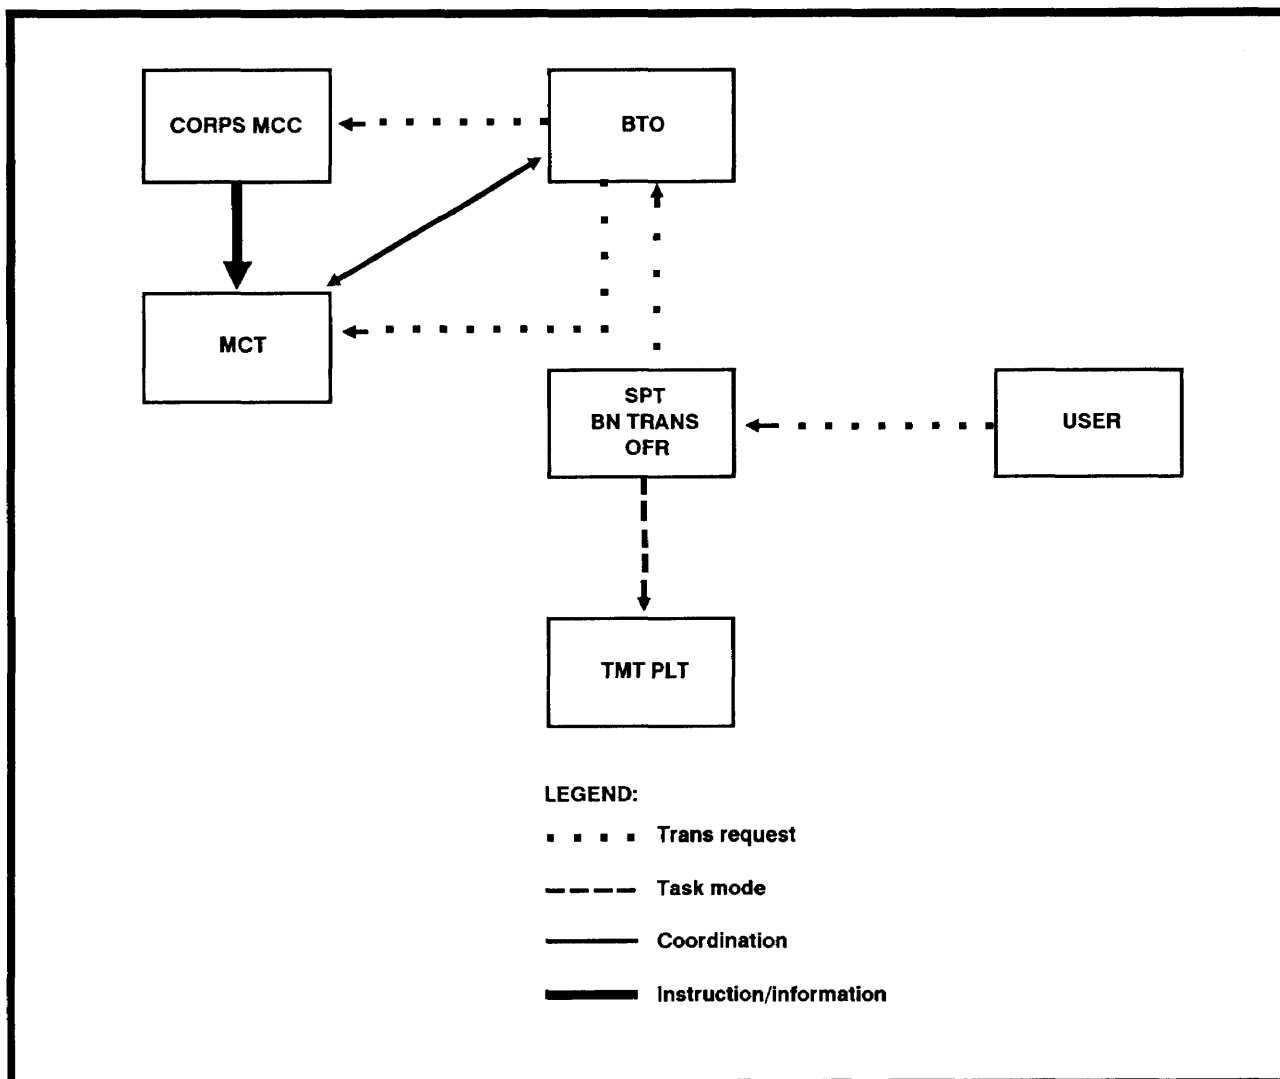 CORPS MCC
BTO
MCT
SPT
BN TRANS
OFR
USER
TMT PLT
LEGEND:
Trans request
Task mode
Coordination
Instruction/information